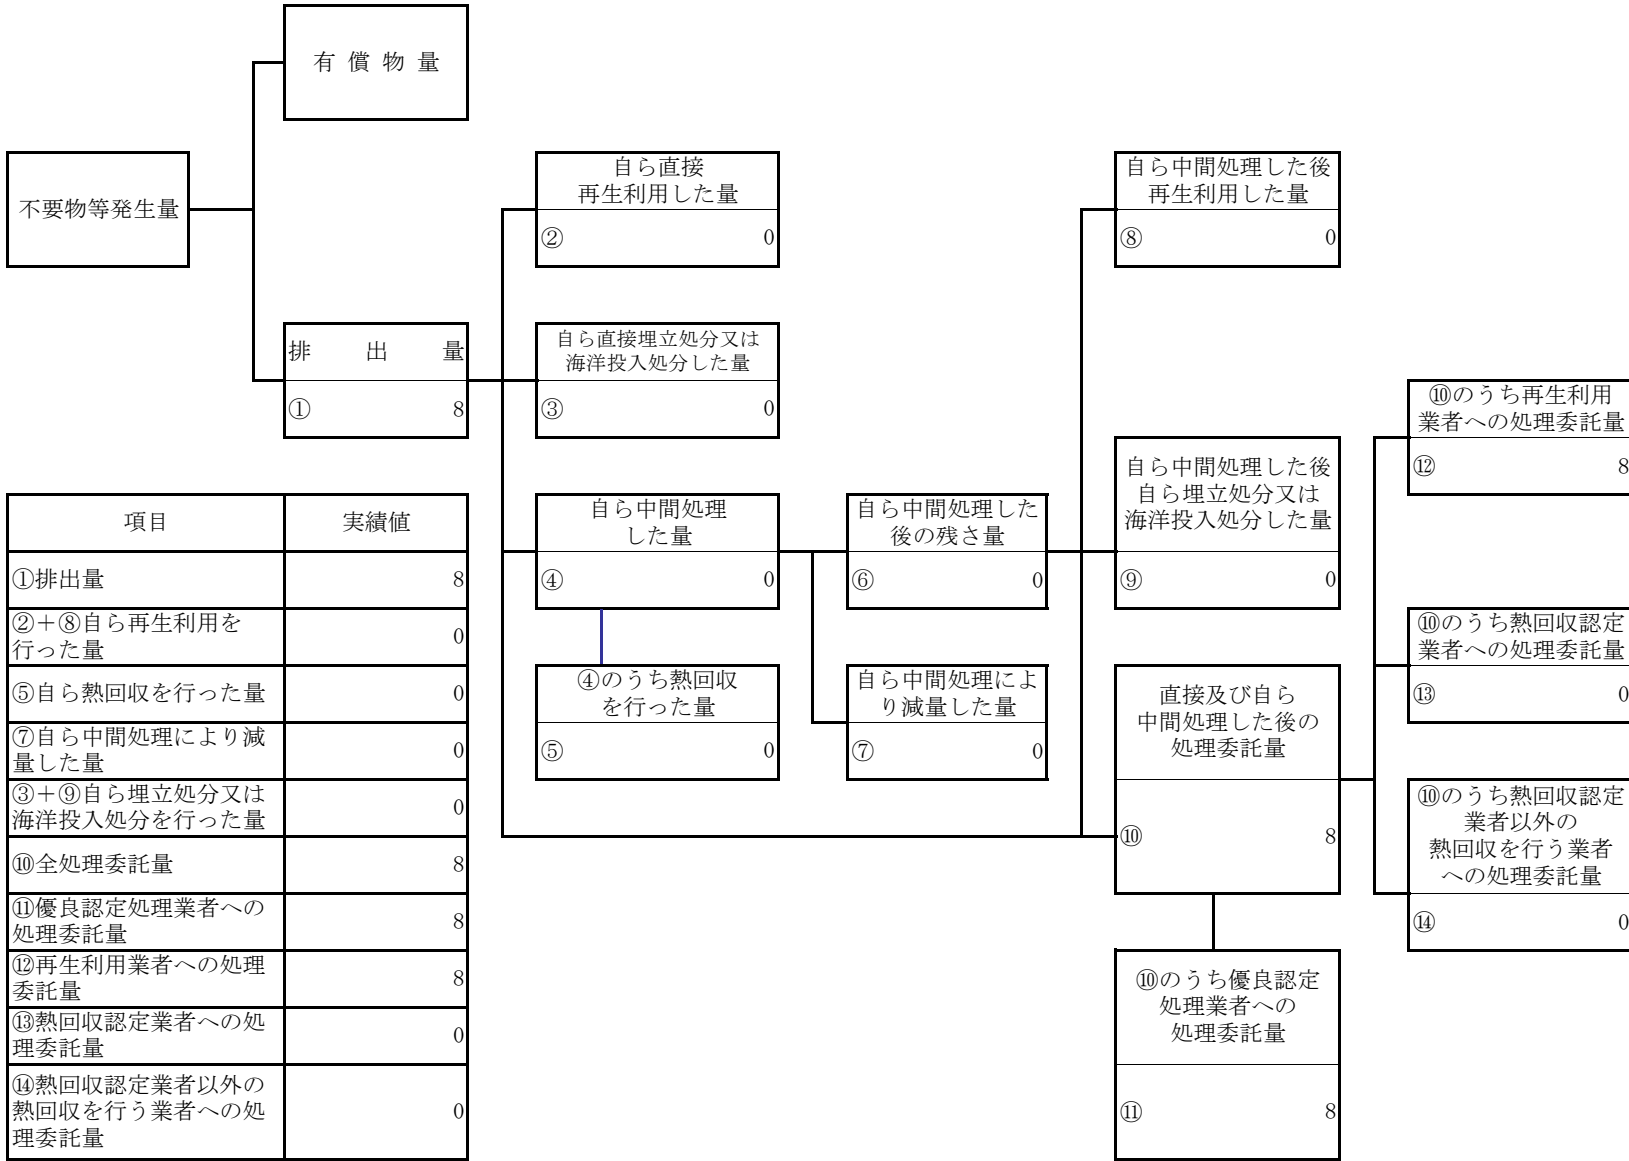 有 償 物 量
不要物等発生量
自ら直接
再生利用した量
② 0
自ら中間処理した後
再生利用した量
⑧ 0
排 出 量
① 8
自ら直接埋立処分又は
海洋投入処分した量
③ 0
⑩のうち再生利用
業者への処理委託量
⑫ 8
自ら中間処理
した量
④ 0
自ら中間処理した
後の残さ量
⑥ 0
自ら中間処理した後
自ら埋立処分又は
海洋投入処分した量
⑨ 0
⑩のうち熱回収認定
業者への処理委託量
⑬ 0
④のうち熱回収
を行った量
⑤ 0
自ら中間処理によ
り減量した量
⑦ 0
直接及び自ら
中間処理した後の
処理委託量
⑩ 8
⑩のうち熱回収認定
業者以外の
熱回収を行う業者
への処理委託量
⑭ 0
⑩のうち優良認定
処理業者への
処理委託量
⑪ 8
項目 実績値
①排出量 8
②＋⑧自ら再生利用を
行った量 0
⑤自ら熱回収を行った量 0
⑦自ら中間処理により減
量した量 0
③＋⑨自ら埋立処分又は
海洋投入処分を行った量 0
⑩全処理委託量 8
⑪優良認定処理業者への
処理委託量 8
⑫再生利用業者への処理
委託量 8
⑬熱回収認定業者への処
理委託量 0
⑭熱回収認定業者以外の
熱回収を行う業者への処
理委託量 0